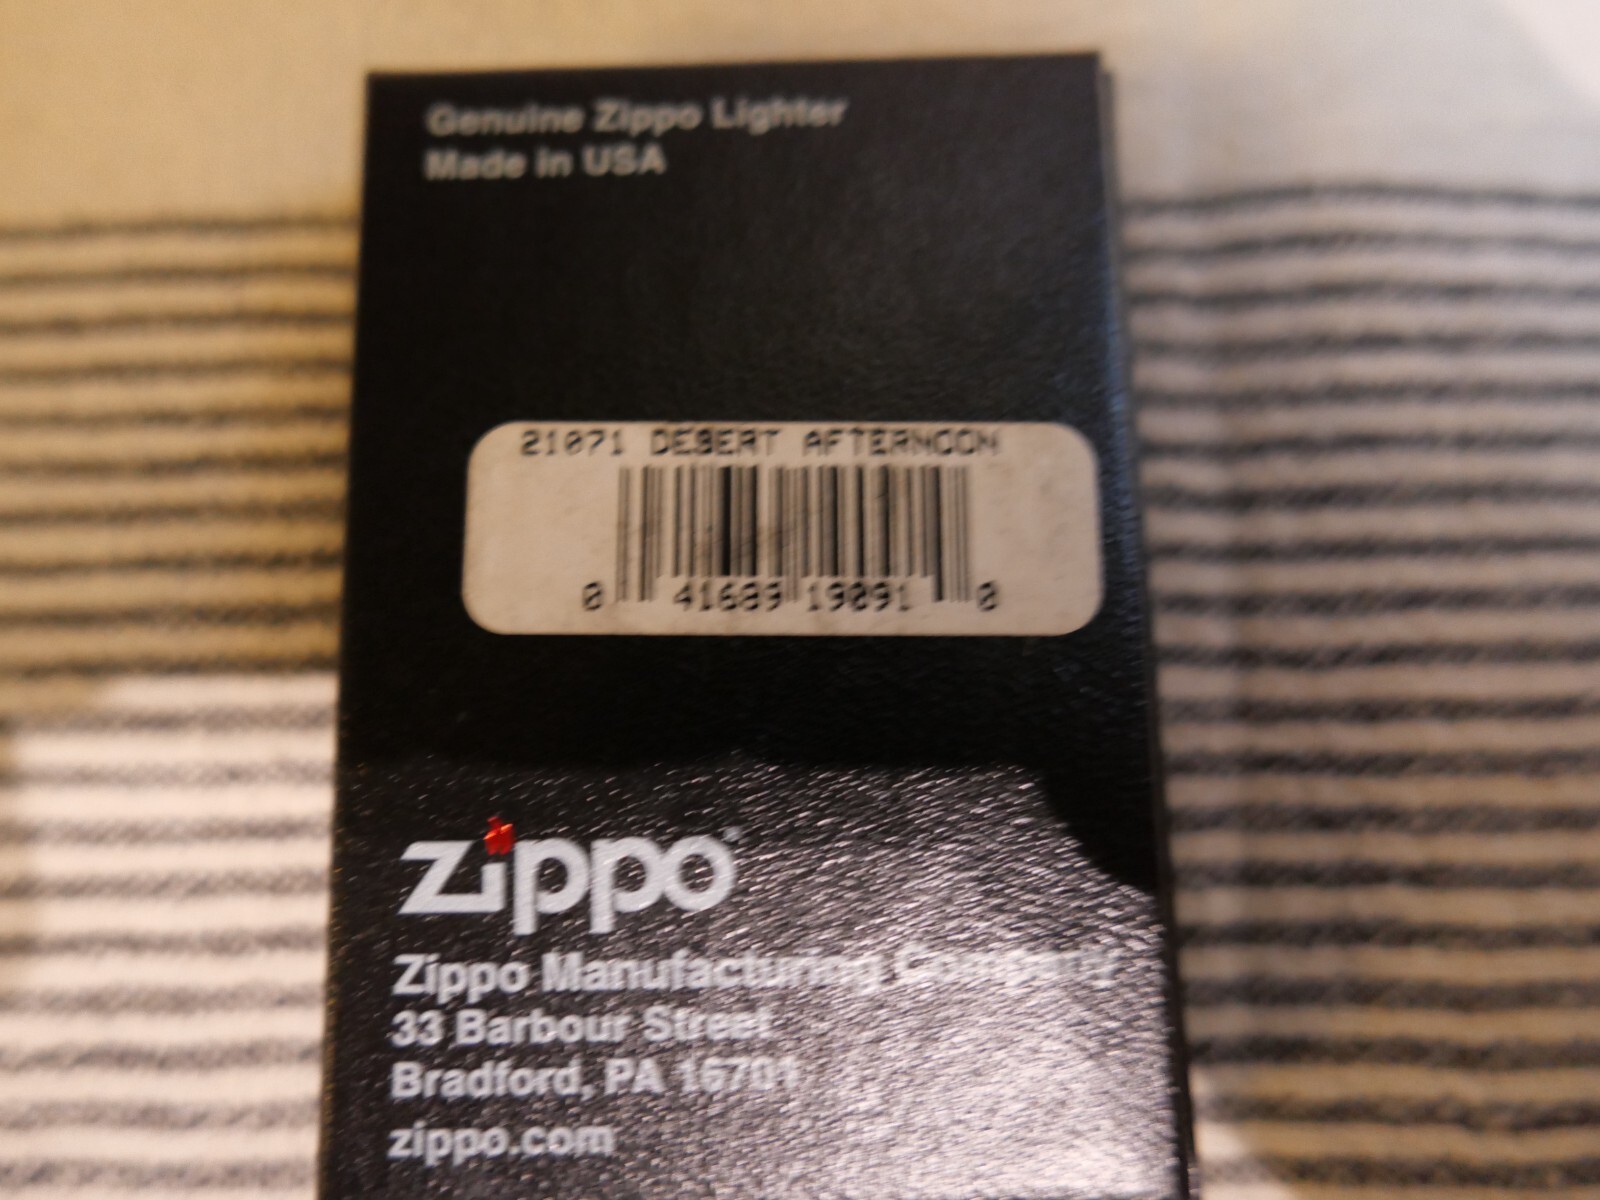 Genuine Zippo Lighter
Made in USA
21071 DESERT AFTERNOON
0 41689 19091 0
zippo
Zippo Manufacturing Company
33 Barbour Street
Bradford, PA 16701
zippo.com